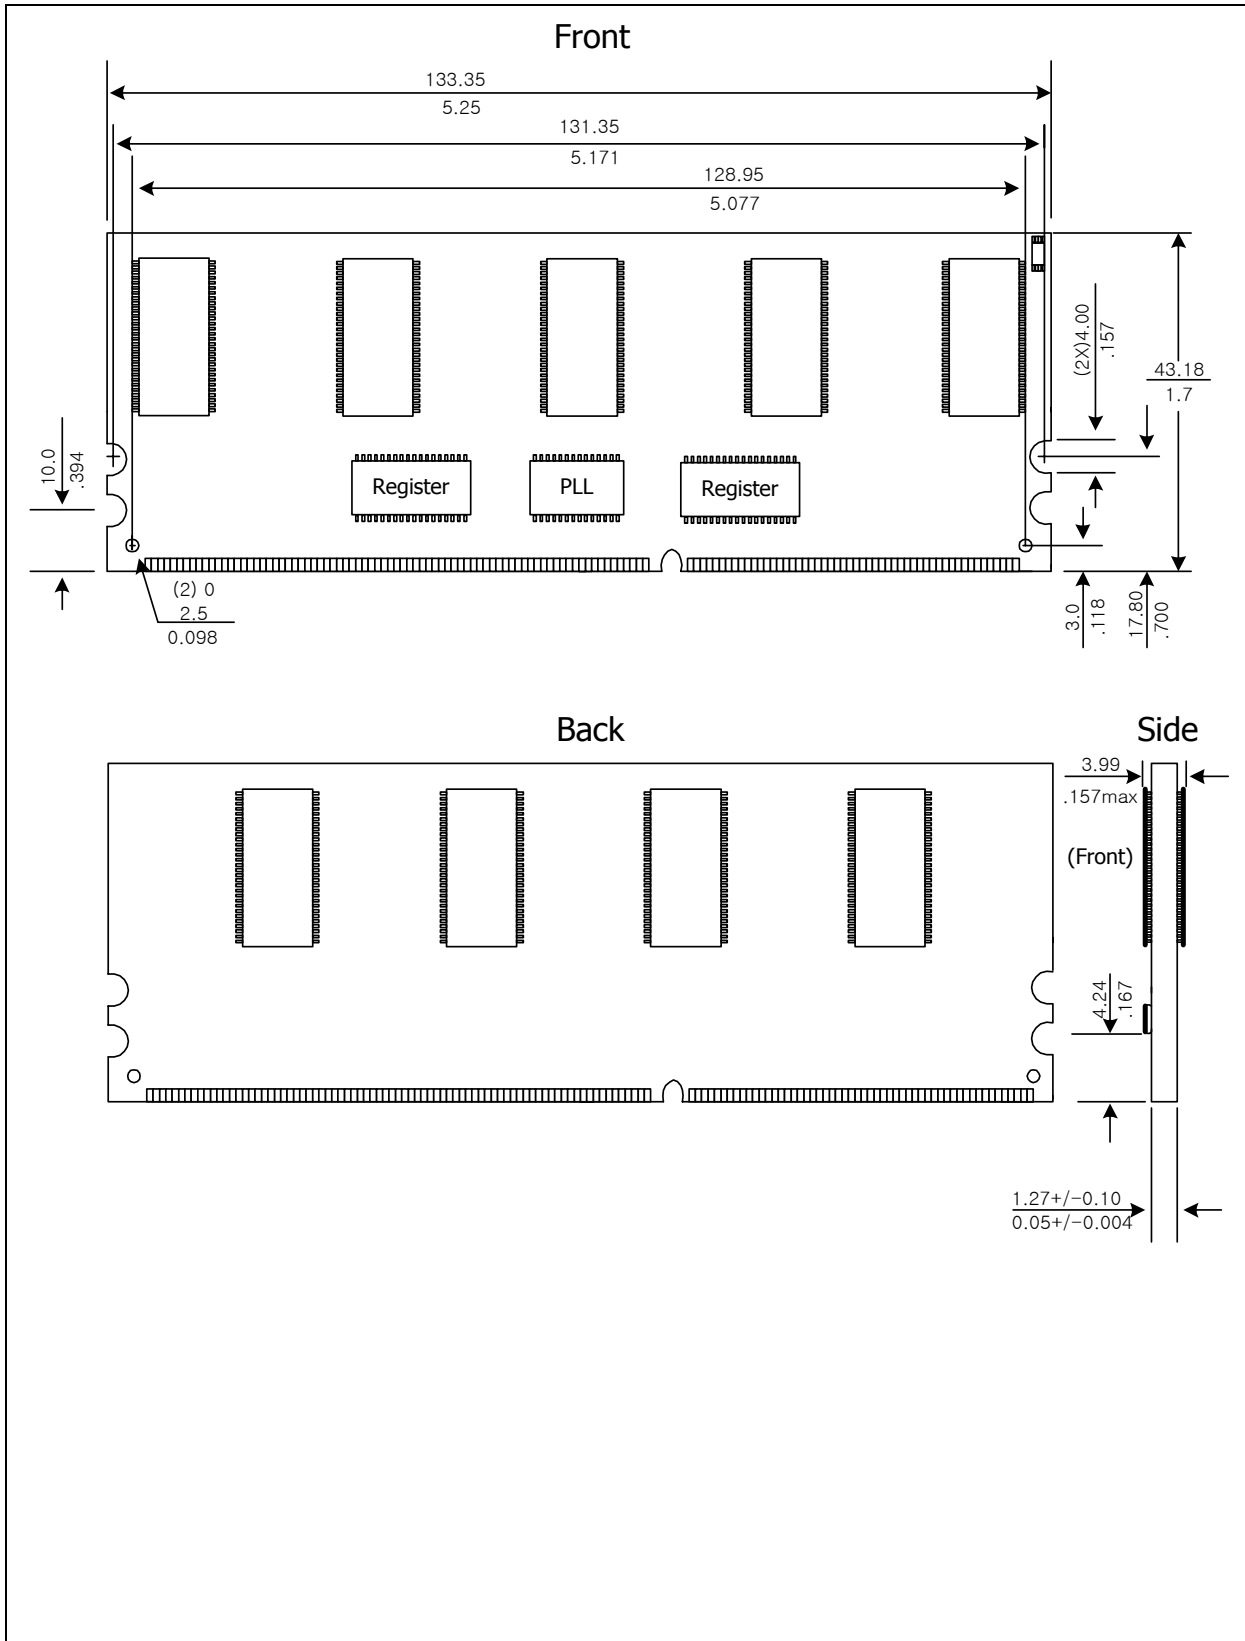 Front
133.35
5.25
131.35
5.171
128.95
5.077
(2X)4.00
.157
43.18
1.7
10.0
.394
Register
PLL
Register
(2) 0
2.5
0.098
3.0
.118
17.80
.700
Back
Side
3.99
.157max
(Front)
4.24
.167
1.27+/-0.10
0.05+/-0.004